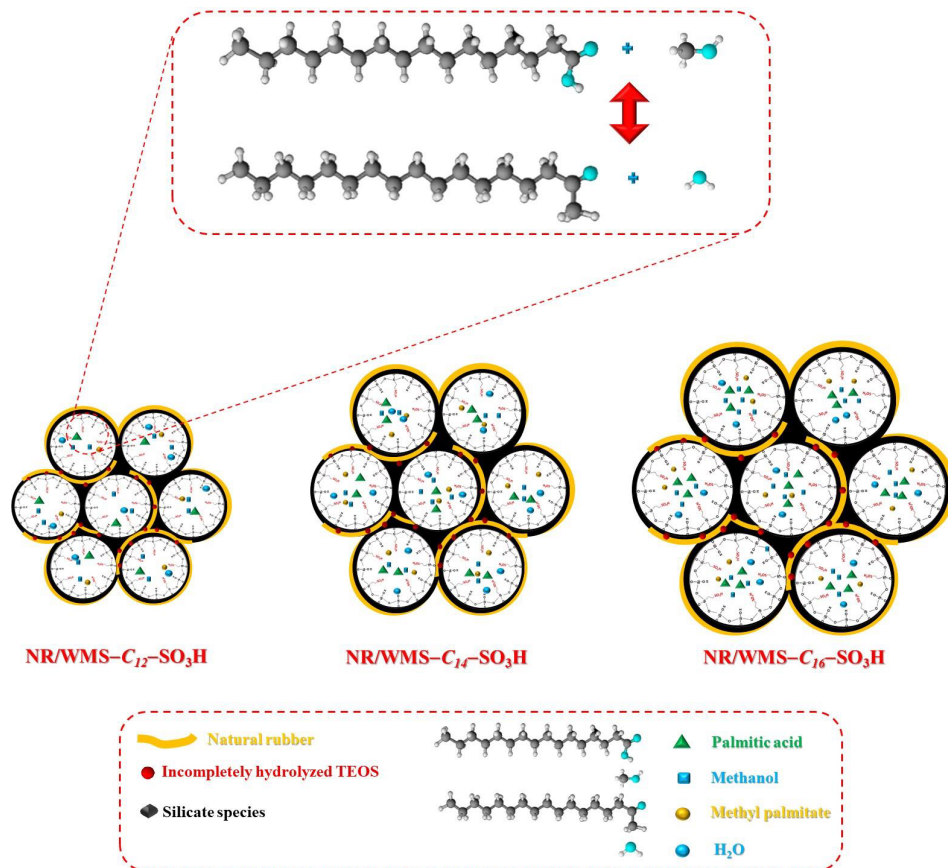 NR/WMS–C12–SO3H
NR/WMS–C14–SO3H
NR/WMS–C16–SO3H
Natural rubber
Incompletely hydrolyzed TEOS
Silicate species
Palmitic acid
Methanol
Methyl palmitate
H2O